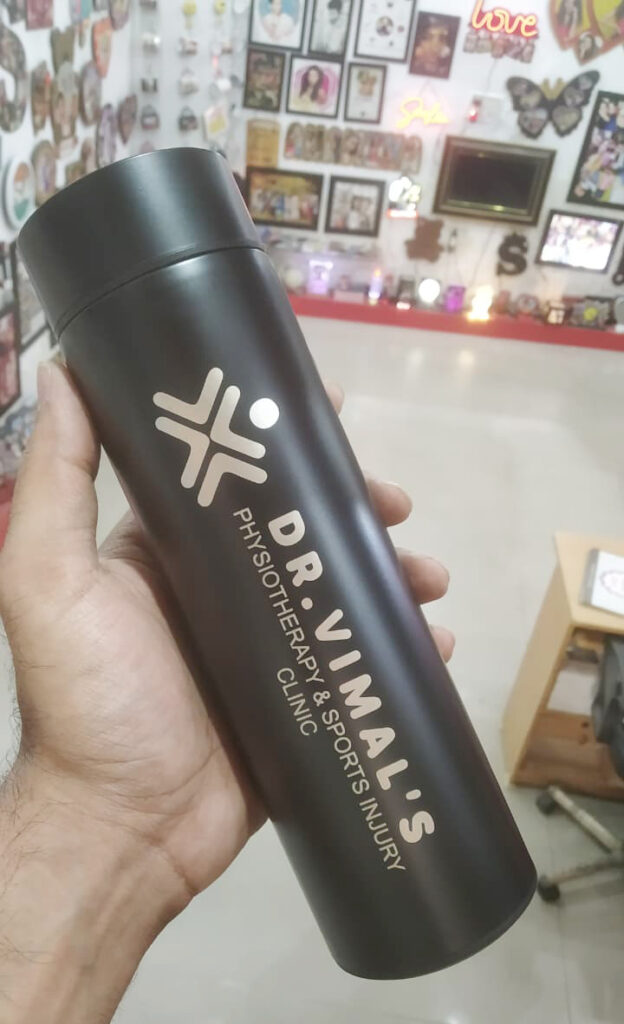 love
DR.VIMAL'S
PHYSIOTHERAPY & SPORTS INJURY
CLINIC